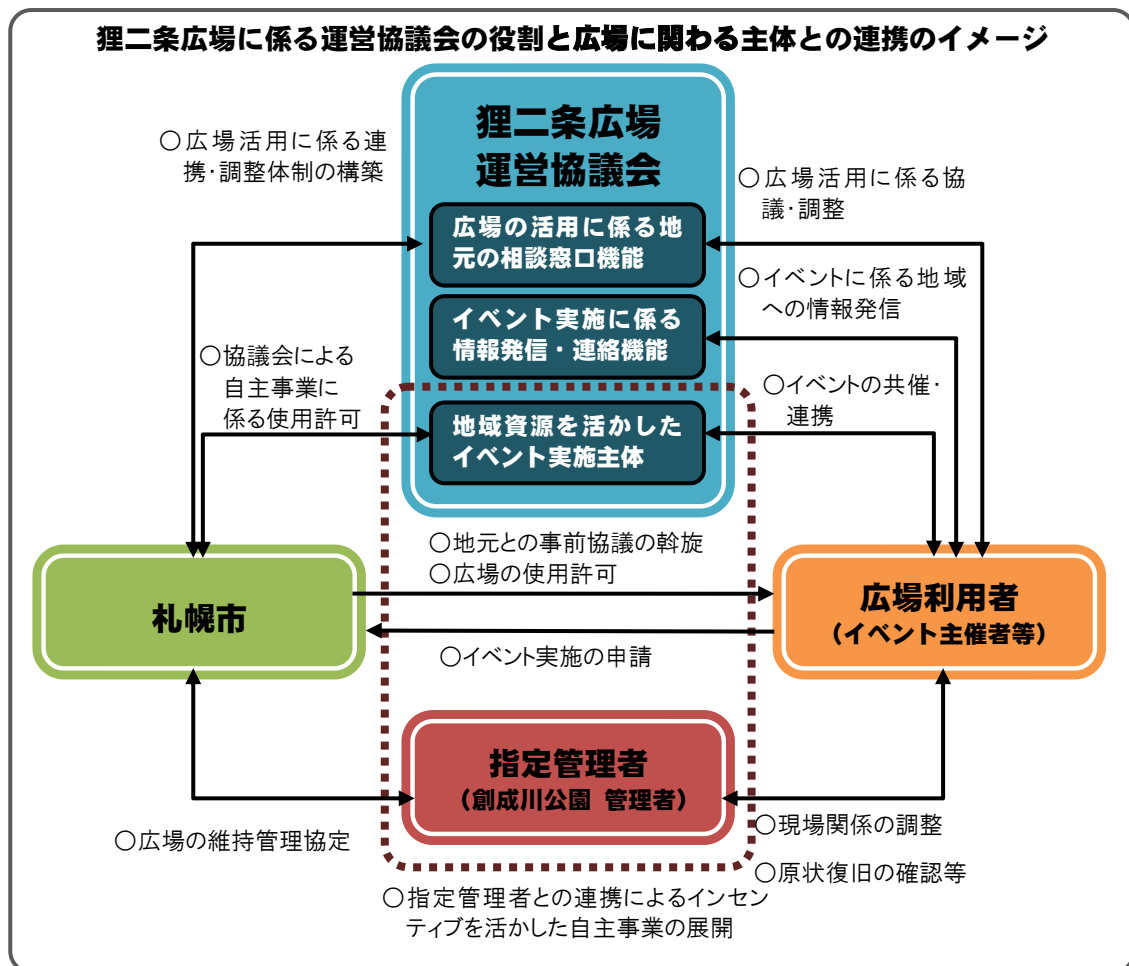 狸二条広場に係る運営協議会の役割と広場に関わる主体との連携のイメージ
狸二条広場
運営協議会
○広場活用に係る連
携・調整体制の構築
○広場活用に係る協
議・調整
広場の活用に係る地
元の相談窓口機能
○イベントに係る地域
への情報発信
イベント実施に係る
情報発信・連絡機能
○協議会による
自主事業に
係る使用許可
○イベントの共催・
連携
地域資源を活かした
イベント実施主体
○地元との事前協議の斡旋
○広場の使用許可
札幌市
広場利用者
（イベント主催者等）
○イベント実施の申請
指定管理者
（創成川公園 管理者）
○広場の維持管理協定
○現場関係の調整
○原状復旧の確認等
○指定管理者との連携によるインセン
ティブを活かした自主事業の展開